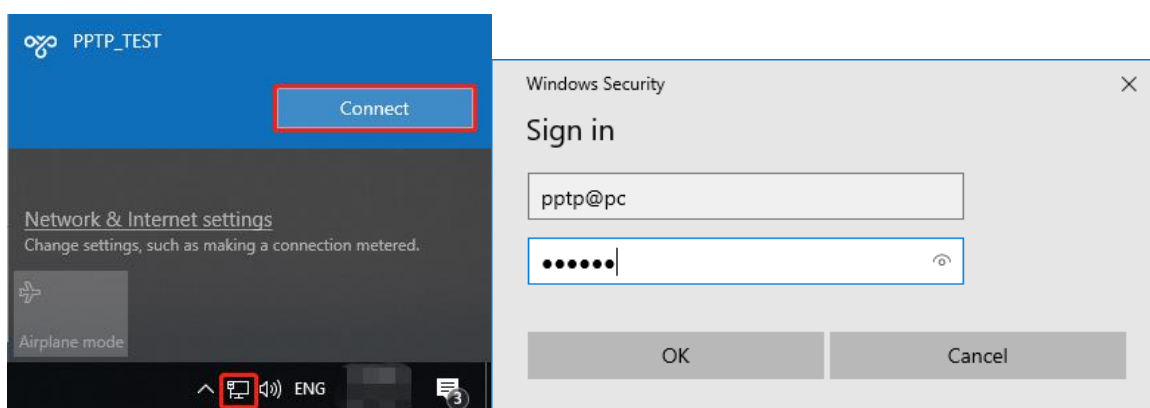 PPTP_TEST
Connect
Network & Internet settings
Change settings, such as making a connection metered.
Airplane mode
ENG
3
Windows Security
Sign in
pptp@pc
••••••
OK
Cancel